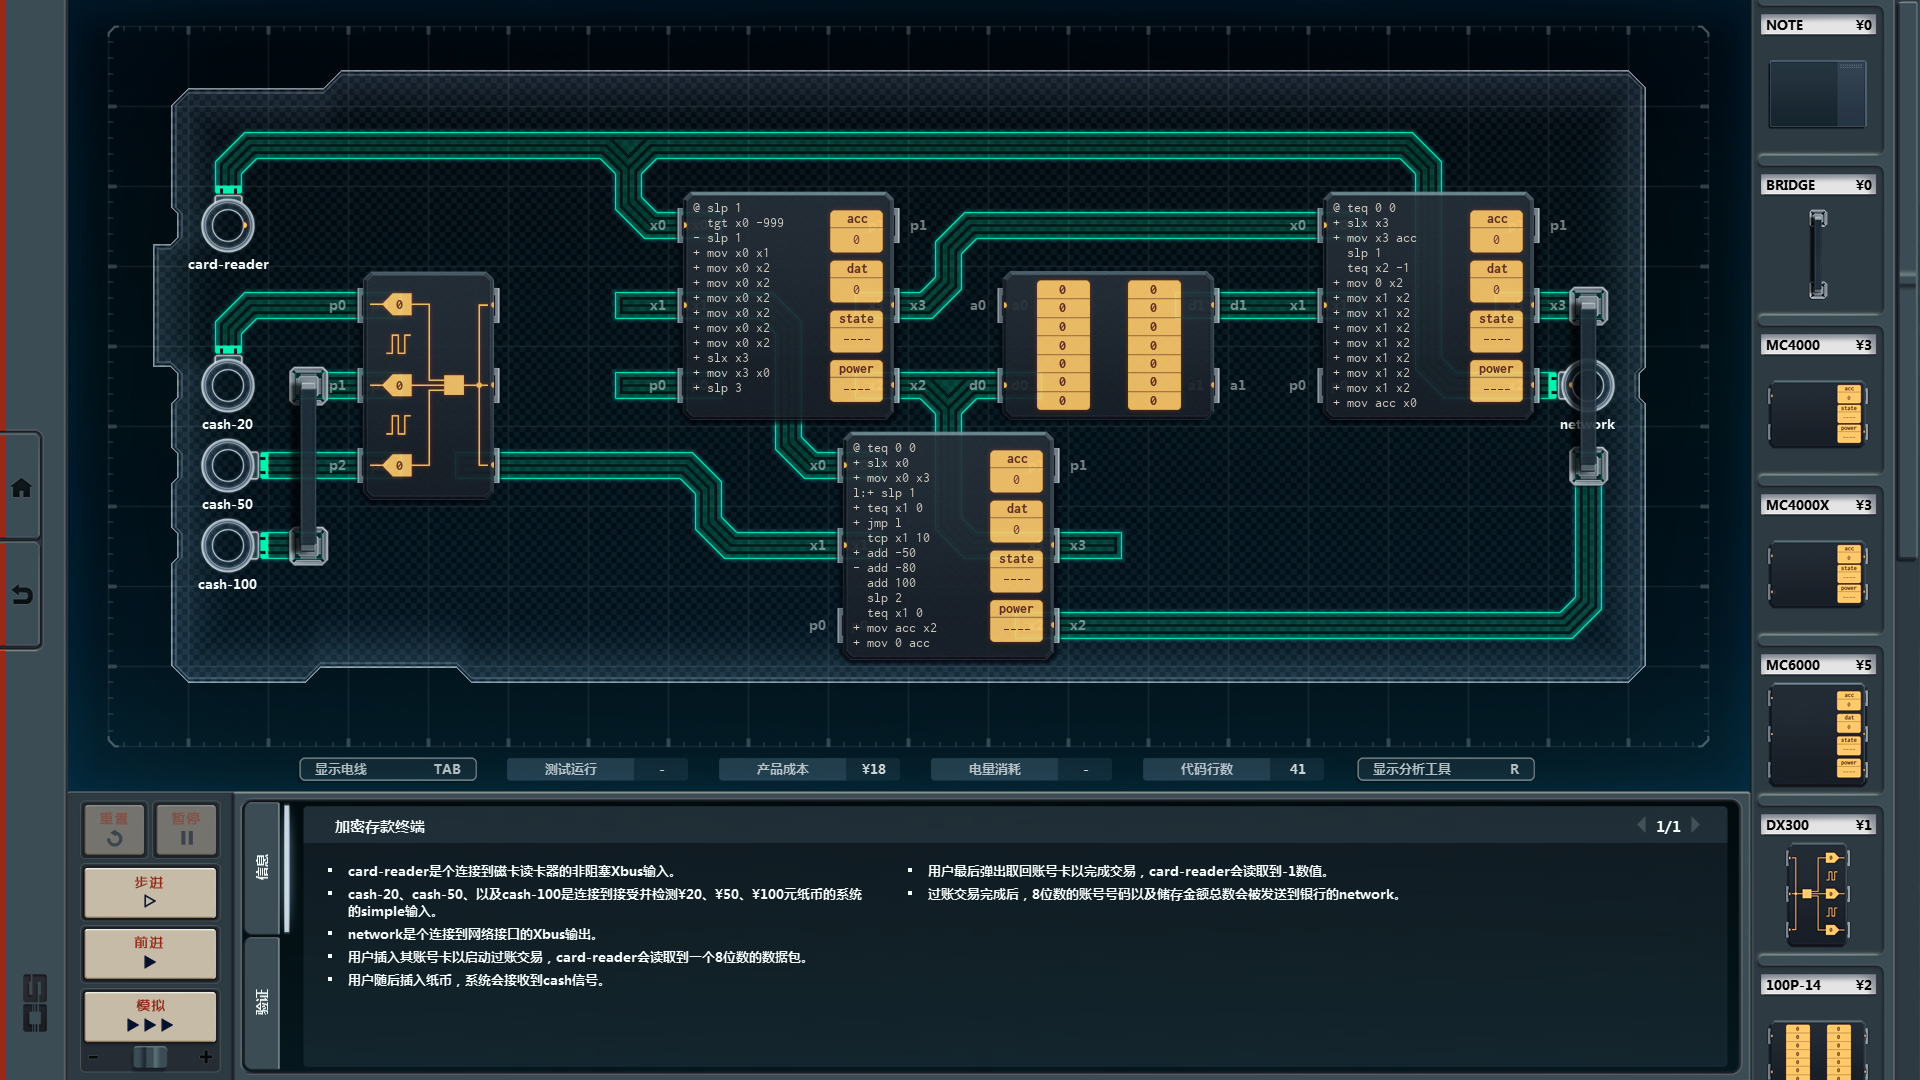 card-reader
cash-20
cash-50
cash-100
network
p0
p1
p2
@ slp 1
tgt x0 -999
- slp 1
+ mov x0 x1
+ mov x0 x2
+ mov x0 x2
+ mov x0 x2
+ mov x0 x2
+ mov x0 x2
+ mov x0 x2
+ slx x3
+ mov x3 x0
+ slp 3
acc
0
dat
0
state
----
power
----
x0
x1
p0
p1
x3
x2
a0
d0
d1
a1
0 0
0 0
0 0
0 0
0 0
0 0
0 0
@ teq 0 0
+ slx x3
+ mov x3 acc
slp 1
teq x2 -1
+ mov 0 x2
+ mov x1 x2
+ mov x1 x2
+ mov x1 x2
+ mov x1 x2
+ mov x1 x2
+ mov x1 x2
+ mov x1 x2
+ mov acc x0
acc
0
dat
0
state
----
power
----
x0
x1
p0
p1
x3
@ teq 0 0
+ slx x0
+ mov x0 x3
l:+ slp 1
+ teq x1 0
+ jmp l
tcp x1 10
+ add -50
- add -80
add 100
slp 2
teq x1 0
+ mov acc x2
+ mov 0 acc
acc
0
dat
0
state
----
power
----
x0
x1
p0
p1
x3
x2
显示电线 TAB
测试运行 -
产品成本 ¥18
电量消耗 -
代码行数 41
显示分析工具 R
重置
暂停
步进
前进
模拟
- +
信息
验证
加密存款终端
1/1
▪ card-reader是个连接到磁卡读卡器的非阻塞Xbus输入。
▪ cash-20、cash-50、以及cash-100是连接到接受并检测¥20、¥50、¥100元纸币的系统
的simple输入。
▪ network是个连接到网络接口的Xbus输出。
▪ 用户插入其账号卡以启动过账交易，card-reader会读取到一个8位数的数据包。
▪ 用户随后插入纸币，系统会接收到cash信号。
▪ 用户最后弹出取回账号卡以完成交易，card-reader会读取到-1数值。
▪ 过账交易完成后，8位数的账号号码以及储存金额总数会被发送到银行的network。
NOTE ¥0
BRIDGE ¥0
MC4000 ¥3
MC4000X ¥3
MC6000 ¥5
DX300 ¥1
100P-14 ¥2